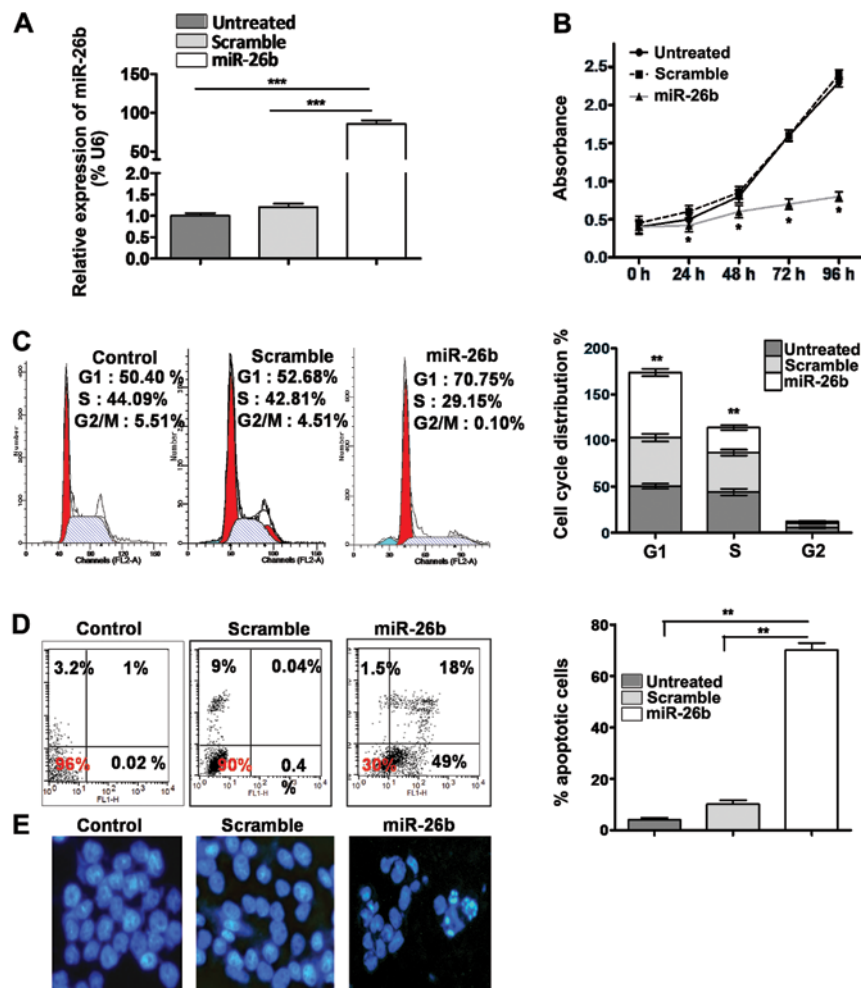 A
Relative expression of miR-26b
(% U6)
Untreated
Scramble
miR-26b
***
***
150
100
50
2.0
1.5
1.0
0.5
0.0
B
Absorbance
Untreated
Scramble
miR-26b
2.5
2.0
1.5
1.0
0.5
0.0
* * * *
0 h 24 h 48 h 72 h 96 h
C
Control
G1 : 50.40 %
S : 44.09%
G2/M : 5.51%
Number
Channels (FL2-A)
Scramble
G1 : 52.68%
S : 42.81%
G2/M : 4.51%
Number
Channels (FL2-A)
miR-26b
G1 : 70.75%
S : 29.15%
G2/M : 0.10%
Number
Channels (FL2-A)
Cell cycle distribution %
Untreated
Scramble
miR-26b
200
150
100
50
0
**
**
G1 S G2
D
Control
3.2% 1%
96% 0.02 %
FL1-H
Scramble
9% 0.04%
90% 0.4
%
FL1-H
miR-26b
1.5% 18%
30% 49%
FL1-H
% apoptotic cells
**
**
Untreated
Scramble
miR-26b
80
60
40
20
0
E
Control
Scramble
miR-26b